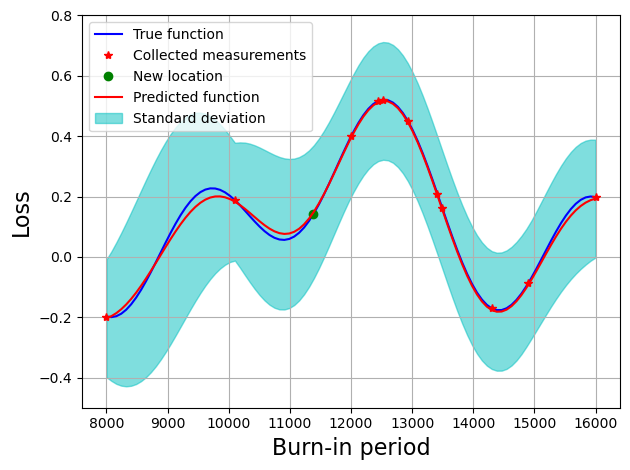 True function
Collected measurements
New location
Predicted function
Standard deviation
Loss
0.8
0.6
0.4
0.2
0.0
−0.2
−0.4
8000 9000 10000 11000 12000 13000 14000 15000 16000
Burn-in period